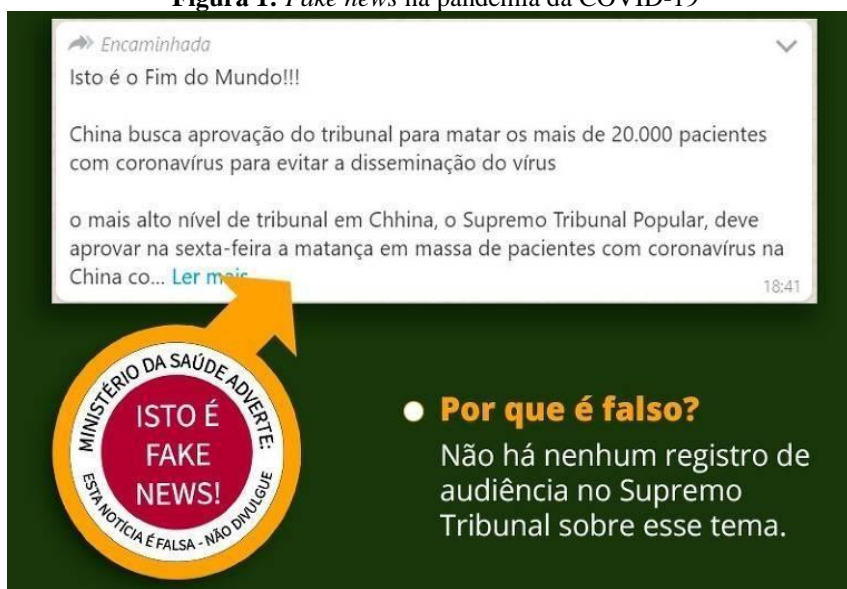 Figura 1: Fake news na pandemia da COVID-19
Encaminhada
Isto é o Fim do Mundo!!!
China busca aprovação do tribunal para matar os mais de 20.000 pacientes
com coronavírus para evitar a disseminação do vírus
o mais alto nível de tribunal em Chhina, o Supremo Tribunal Popular, deve
aprovar na sexta-feira a matança em massa de pacientes com coronavírus na
China co... Ler mais
18:41
MINISTÉRIO DA SAÚDE ADVERTE:
ISTO É
FAKE
NEWS!
ESTA NOTÍCIA É FALSA - NÃO DIVULGUE
Por que é falso?
Não há nenhum registro de
audiência no Supremo
Tribunal sobre esse tema.